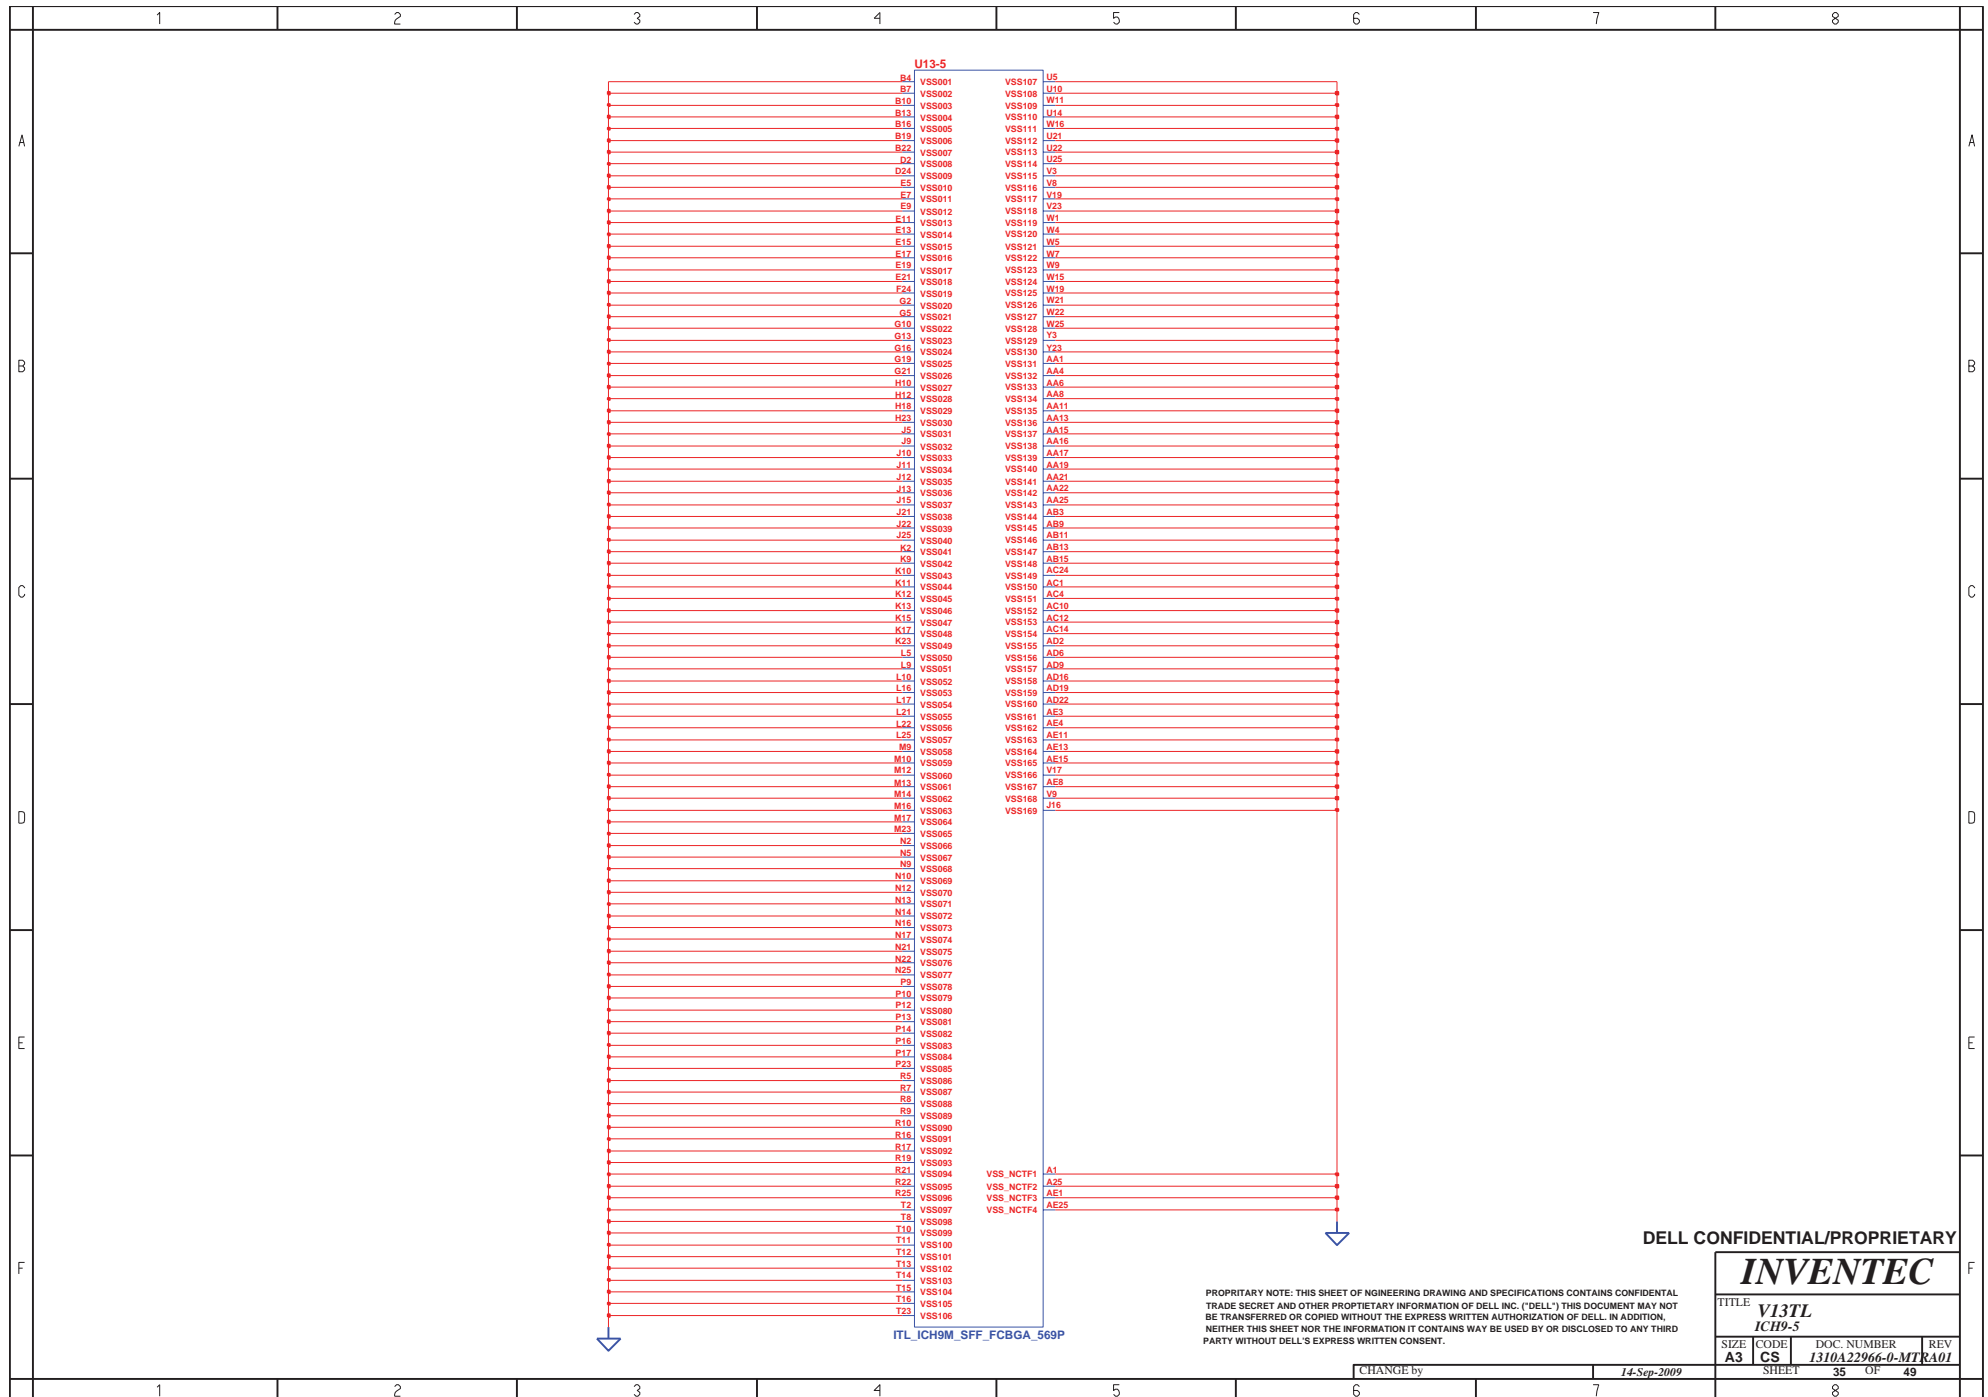 1 2 3 4 5 6 7 8
U13-5
B4 VSS001 VSS107 U5
B7 VSS002 VSS108 U10
B10 VSS003 VSS109 W11
B13 VSS004 VSS110 U14
B16 VSS005 VSS111 W16
B19 VSS006 VSS112 U21
B22 VSS007 VSS113 U22
D2 VSS008 VSS114 U25
D24 VSS009 VSS115 V3
E5 VSS010 VSS116 V8
E7 VSS011 VSS117 V19
E9 VSS012 VSS118 V23
E11 VSS013 VSS119 W1
E13 VSS014 VSS120 W4
E15 VSS015 VSS121 W5
E17 VSS016 VSS122 W7
E19 VSS017 VSS123 W9
E21 VSS018 VSS124 W15
F24 VSS019 VSS125 W19
G2 VSS020 VSS126 W21
G5 VSS021 VSS127 W22
G10 VSS022 VSS128 W25
G13 VSS023 VSS129 Y3
G16 VSS024 VSS130 Y23
G19 VSS025 VSS131 AA1
G21 VSS026 VSS132 AA4
H10 VSS027 VSS133 AA6
H12 VSS028 VSS134 AA8
H18 VSS029 VSS135 AA11
H23 VSS030 VSS136 AA13
J5 VSS031 VSS137 AA15
J9 VSS032 VSS138 AA16
J10 VSS033 VSS139 AA17
J11 VSS034 VSS140 AA19
J12 VSS035 VSS141 AA21
J13 VSS036 VSS142 AA22
J15 VSS037 VSS143 AA25
J21 VSS038 VSS144 AB3
J22 VSS039 VSS145 AB9
J25 VSS040 VSS146 AB11
K2 VSS041 VSS147 AB13
K9 VSS042 VSS148 AB15
K10 VSS043 VSS149 AC24
K11 VSS044 VSS150 AC1
K12 VSS045 VSS151 AC4
K13 VSS046 VSS152 AC10
K15 VSS047 VSS153 AC12
K17 VSS048 VSS154 AC14
K23 VSS049 VSS155 AD2
L5 VSS050 VSS156 AD6
L9 VSS051 VSS157 AD9
L10 VSS052 VSS158 AD16
L16 VSS053 VSS159 AD19
L17 VSS054 VSS160 AD22
L21 VSS055 VSS161 AE3
L22 VSS056 VSS162 AE4
L25 VSS057 VSS163 AE11
M9 VSS058 VSS164 AE13
M10 VSS059 VSS165 AE15
M12 VSS060 VSS166 V17
M13 VSS061 VSS167 AE8
M14 VSS062 VSS168 V9
M16 VSS063 VSS169 J16
M17 VSS064
M23 VSS065
N2 VSS066
N5 VSS067
N9 VSS068
N10 VSS069
N12 VSS070
N13 VSS071
N14 VSS072
N16 VSS073
N17 VSS074
N21 VSS075
N22 VSS076
N25 VSS077
P9 VSS078
P10 VSS079
P12 VSS080
P13 VSS081
P14 VSS082
P16 VSS083
P17 VSS084
P23 VSS085
R5 VSS086
R7 VSS087
R8 VSS088
R9 VSS089
R10 VSS090
R16 VSS091
R17 VSS092
R19 VSS093
R21 VSS094 VSS_NCTF1 A1
R22 VSS095 VSS_NCTF2 A25
R25 VSS096 VSS_NCTF3 AE1
T2 VSS097 VSS_NCTF4 AE25
T8 VSS098
T10 VSS099
T11 VSS100
T12 VSS101
T13 VSS102
T14 VSS103
T15 VSS104
T16 VSS105
T23 VSS106
ITL_ICH9M_SFF_FCBGA_569P
A A
B B
C C
D D
E E
F F
DELL CONFIDENTIAL/PROPRIETARY
PROPRITARY NOTE: THIS SHEET OF NGINEERING DRAWING AND SPECIFICATIONS CONTAINS CONFIDENTAL
TRADE SECRET AND OTHER PROPTIETARY INFORMATION OF DELL INC. ("DELL") THIS DOCUMENT MAY NOT
BE TRANSFERRED OR COPIED WITHOUT THE EXPRESS WRITTEN AUTHORIZATION OF DELL. IN ADDITION,
NEITHER THIS SHEET NOR THE INFORMATION IT CONTAINS WAY BE USED BY OR DISCLOSED TO ANY THIRD
PARTY WITHOUT DELL'S EXPRESS WRITTEN CONSENT.
INVENTEC
TITLE V13TL
ICH9-5
SIZE CODE DOC. NUMBER REV
A3 CS 1310A22966-0-MTR A01
CHANGE by 14-Sep-2009 SHEET 35 OF 49
1 2 3 4 5 6 7 8